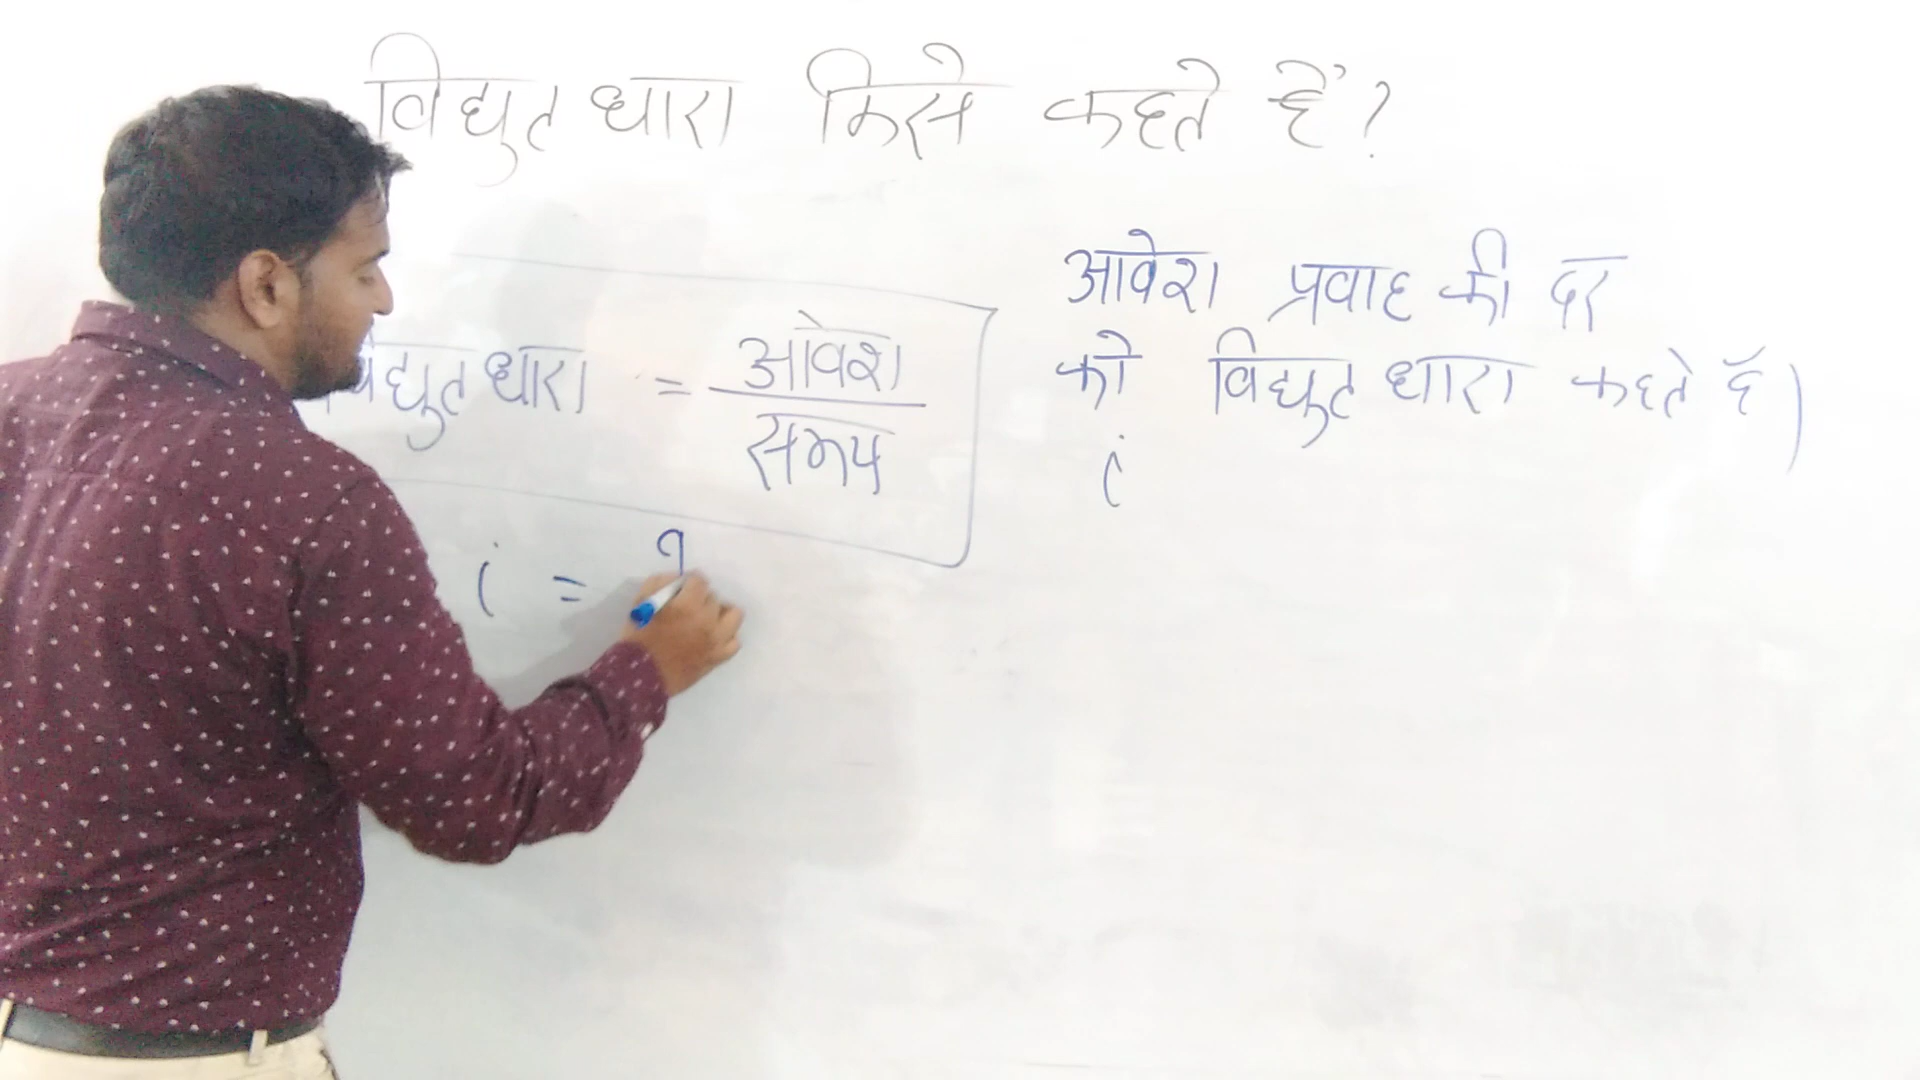 विद्युत धारा किसे कहते हैं?
आवेश प्रवाह की दर
को विद्युत धारा कहते हैं)
i
विद्युत धारा = आवेश
समय
i = q